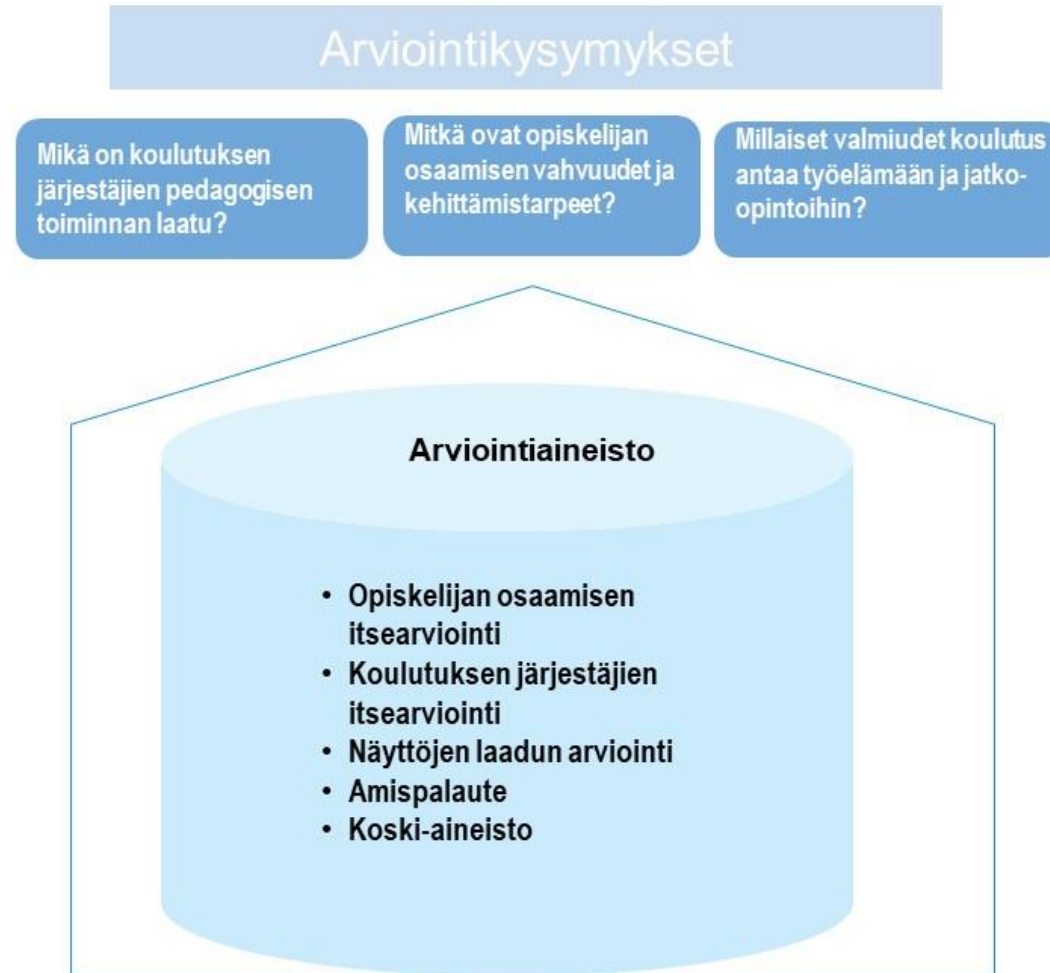 Arviointikysymykset
Mikä on koulutuksen
järjestäjien pedagogisen
toiminnan laatu?
Mitkä ovat opiskelijan
osaamisen vahvuudet ja
kehittämistarpeet?
Millaiset valmiudet koulutus
antaa työelämään ja jatko-
opintoihin?
Arviointiaineisto
• Opiskelijan osaamisen
itsearviointi
• Koulutuksen järjestäjien
itsearviointi
• Näyttöjen laadun arviointi
• Amispalaute
• Koski-aineisto